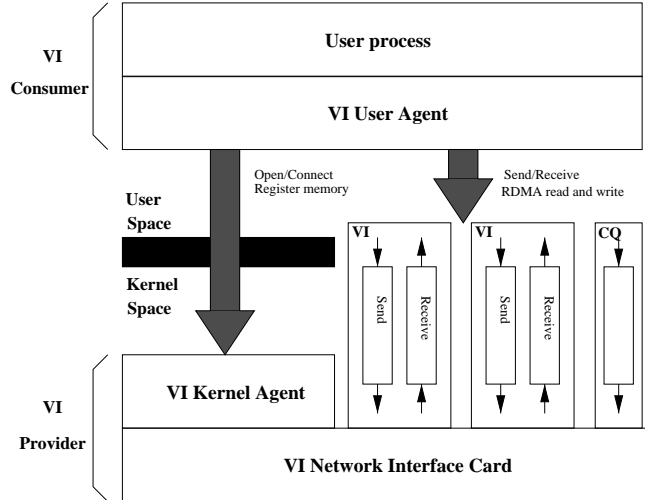 User process
VI
Consumer
VI User Agent
Open/Connect
Register memory
Send/Receive
RDMA read and write
User
Space
VI
VI
CQ
Kernel
Space
Send
Receive
Send
Receive
VI Kernel Agent
VI
Provider
VI Network Interface Card